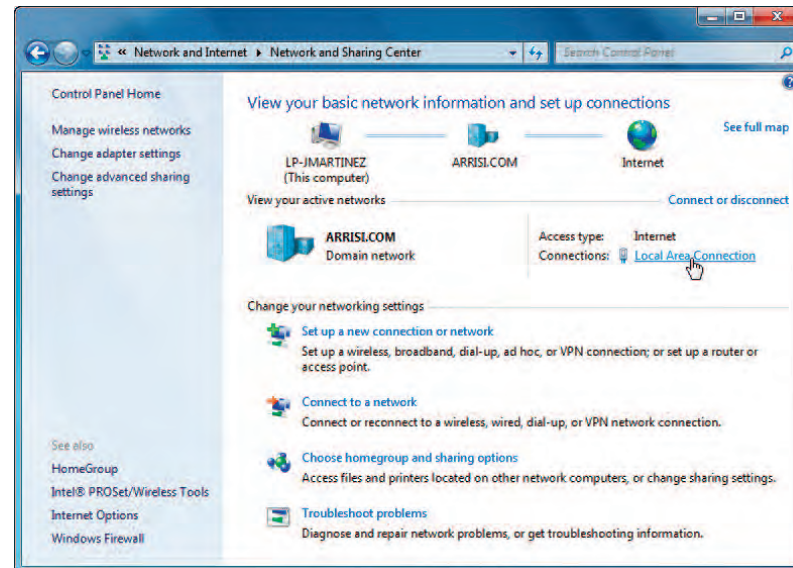 « Network and Internet ▸ Network and Sharing Center
Search Control Panel
Control Panel Home
Manage wireless networks
Change adapter settings
Change advanced sharing
settings
See also
HomeGroup
Intel® PROSet/Wireless Tools
Internet Options
Windows Firewall
View your basic network information and set up connections
See full map
LP-JMARTINEZ
(This computer)
ARRISI.COM
Internet
View your active networks
Connect or disconnect
ARRISI.COM
Domain network
Access type: Internet
Connections: Local Area Connection
Change your networking settings
Set up a new connection or network
Set up a wireless, broadband, dial-up, ad hoc, or VPN connection; or set up a router or
access point.
Connect to a network
Connect or reconnect to a wireless, wired, dial-up, or VPN network connection.
Choose homegroup and sharing options
Access files and printers located on other network computers, or change sharing settings.
Troubleshoot problems
Diagnose and repair network problems, or get troubleshooting information.